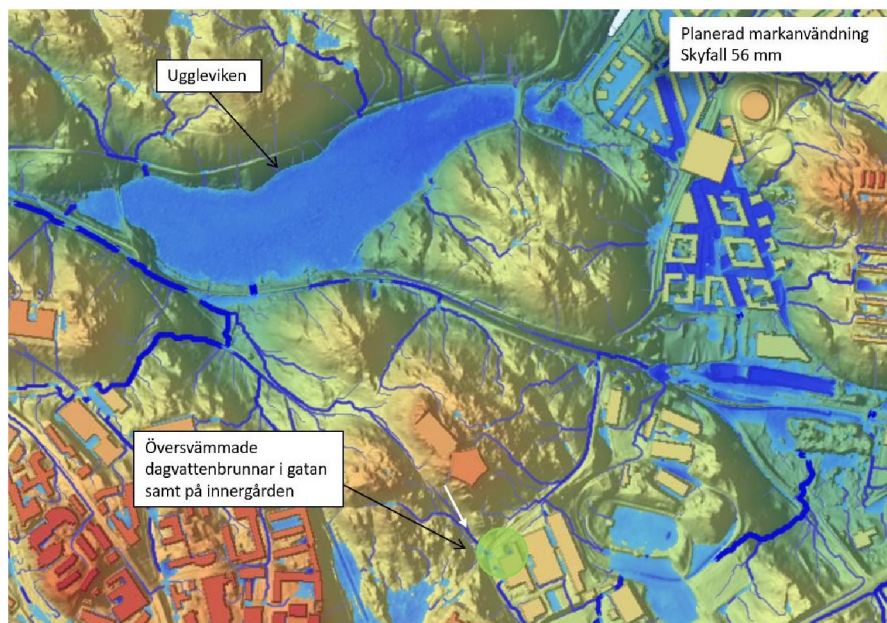 Planerad markanvändning
Skyfall 56 mm
Uggleviken
Översvämmade
dagvattenbrunnar i gatan
samt på innergården